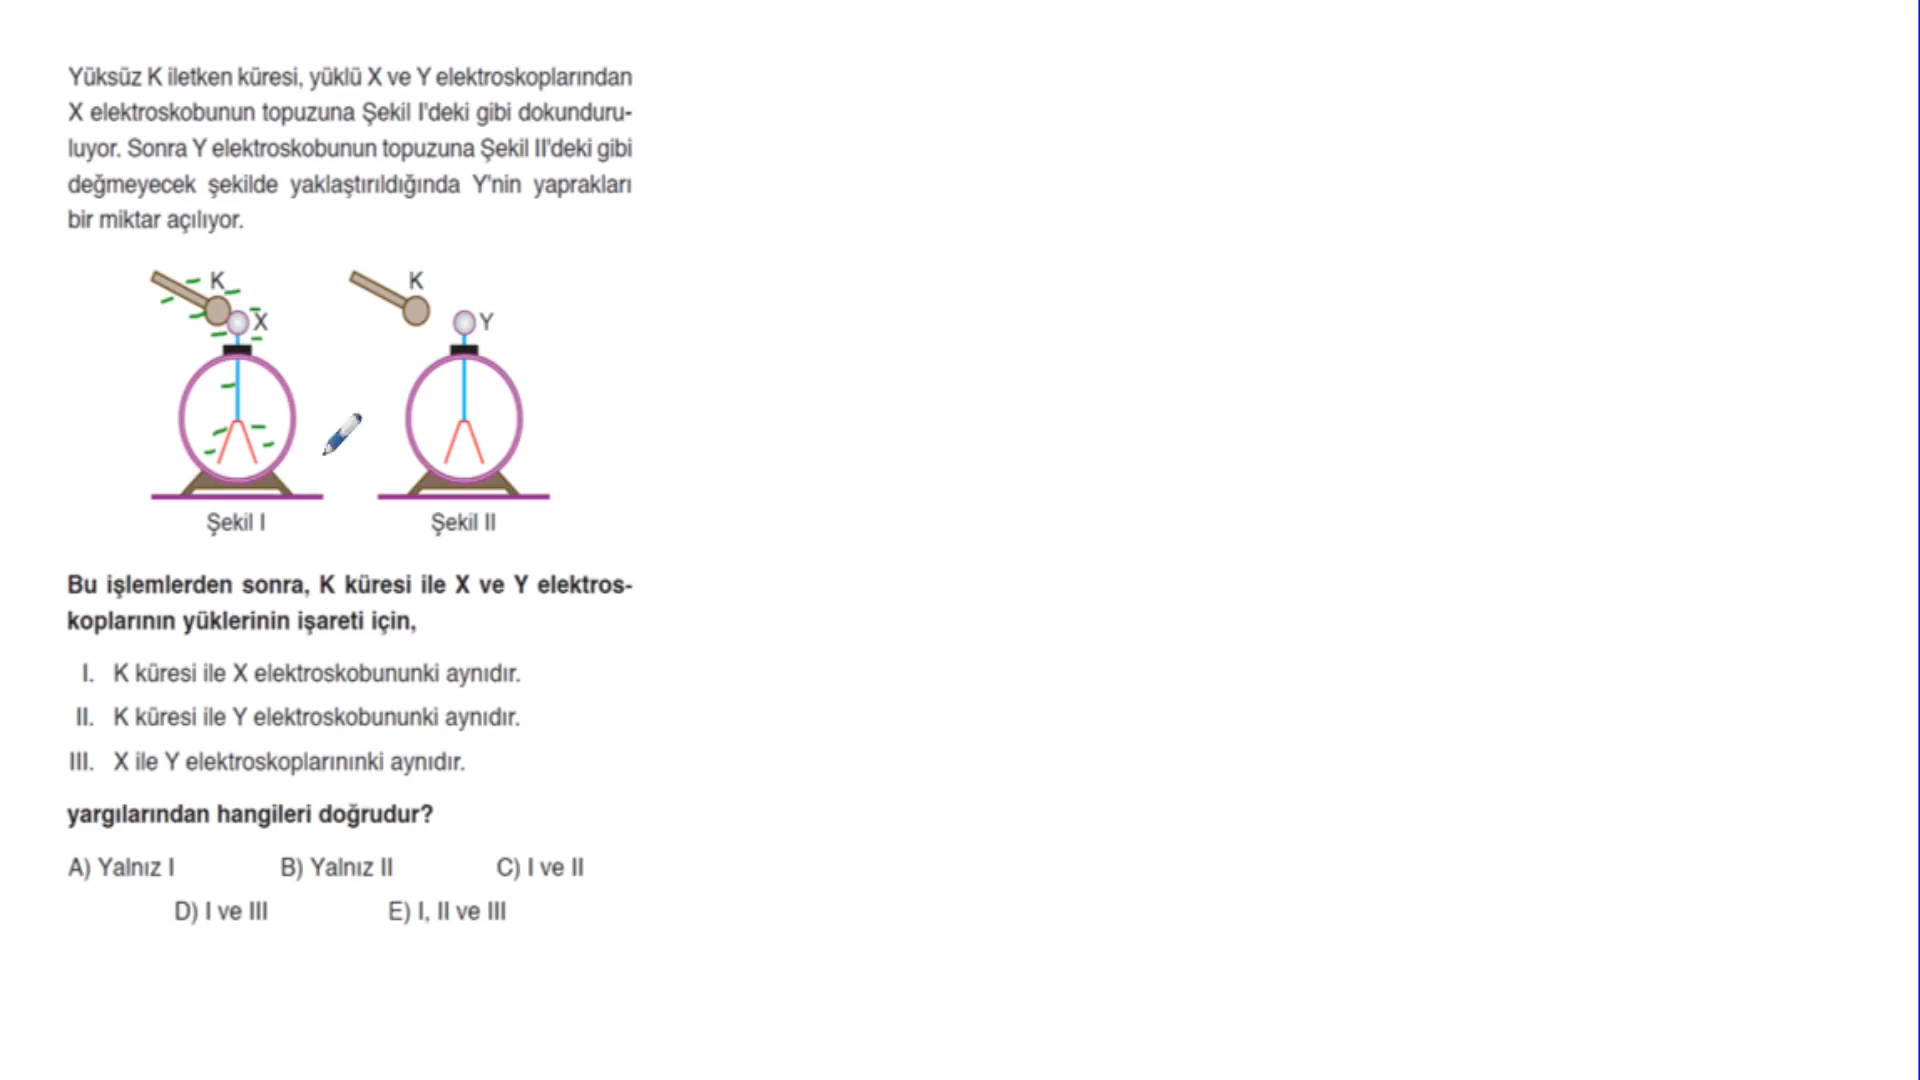 Yüksüz K iletken küresi, yüklü X ve Y elektroskoplarından
X elektroskobunun topuzuna Şekil I'deki gibi dokunduru-
luyor. Sonra Y elektroskobunun topuzuna Şekil II'deki gibi
değmeyecek şekilde yaklaştırıldığında Y'nin yaprakları
bir miktar açılıyor.
K
X
K
Y
Şekil I
Şekil II
Bu işlemlerden sonra, K küresi ile X ve Y elektros-
koplarının yüklerinin işareti için,
I. K küresi ile X elektroskobununki aynıdır.
II. K küresi ile Y elektroskobununki aynıdır.
III. X ile Y elektroskoplarınınki aynıdır.
yargılarından hangileri doğrudur?
A) Yalnız I B) Yalnız II C) I ve II
D) I ve III E) I, II ve III